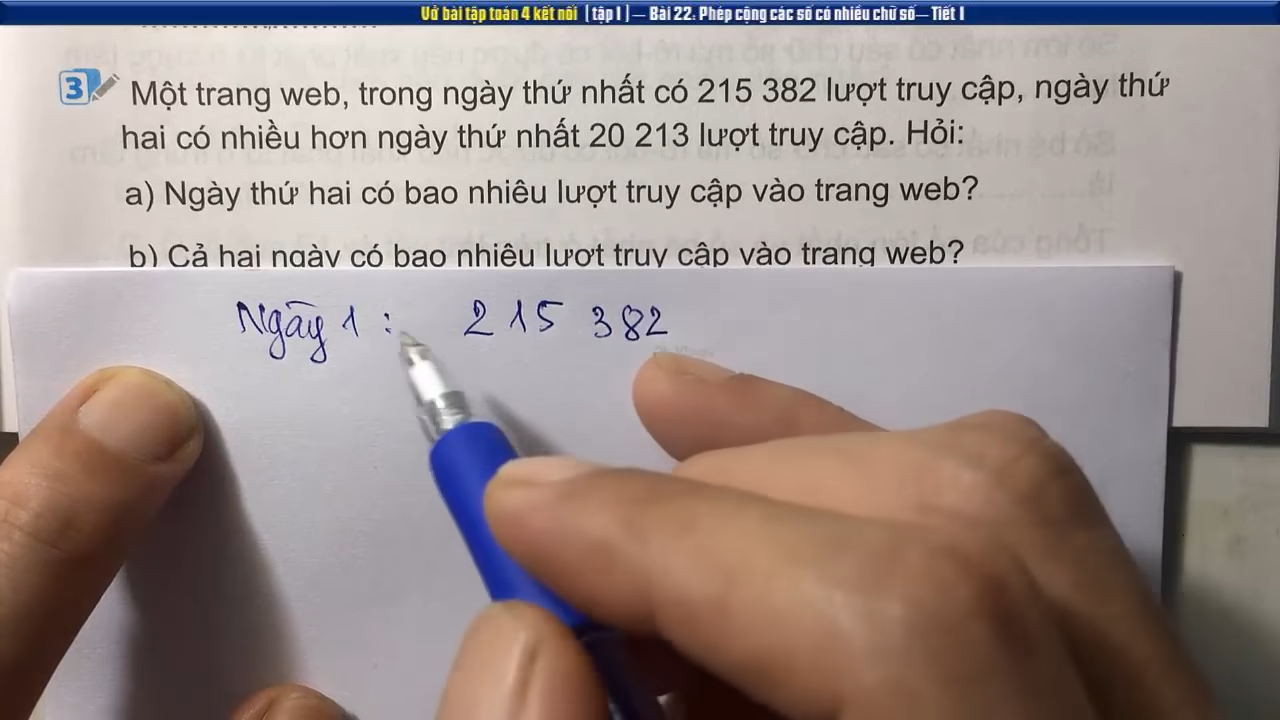 Vở bài tập toán 4 kết nối (tập 1) – Bài 22: Phép cộng các số có nhiều chữ số– Tiết 1
3 Một trang web, trong ngày thứ nhất có 215 382 lượt truy cập, ngày thứ
hai có nhiều hơn ngày thứ nhất 20 213 lượt truy cập. Hỏi:
a) Ngày thứ hai có bao nhiêu lượt truy cập vào trang web?
b) Cả hai ngày có bao nhiêu lượt truy cập vào trang web?
Ngày 1 : 215 382